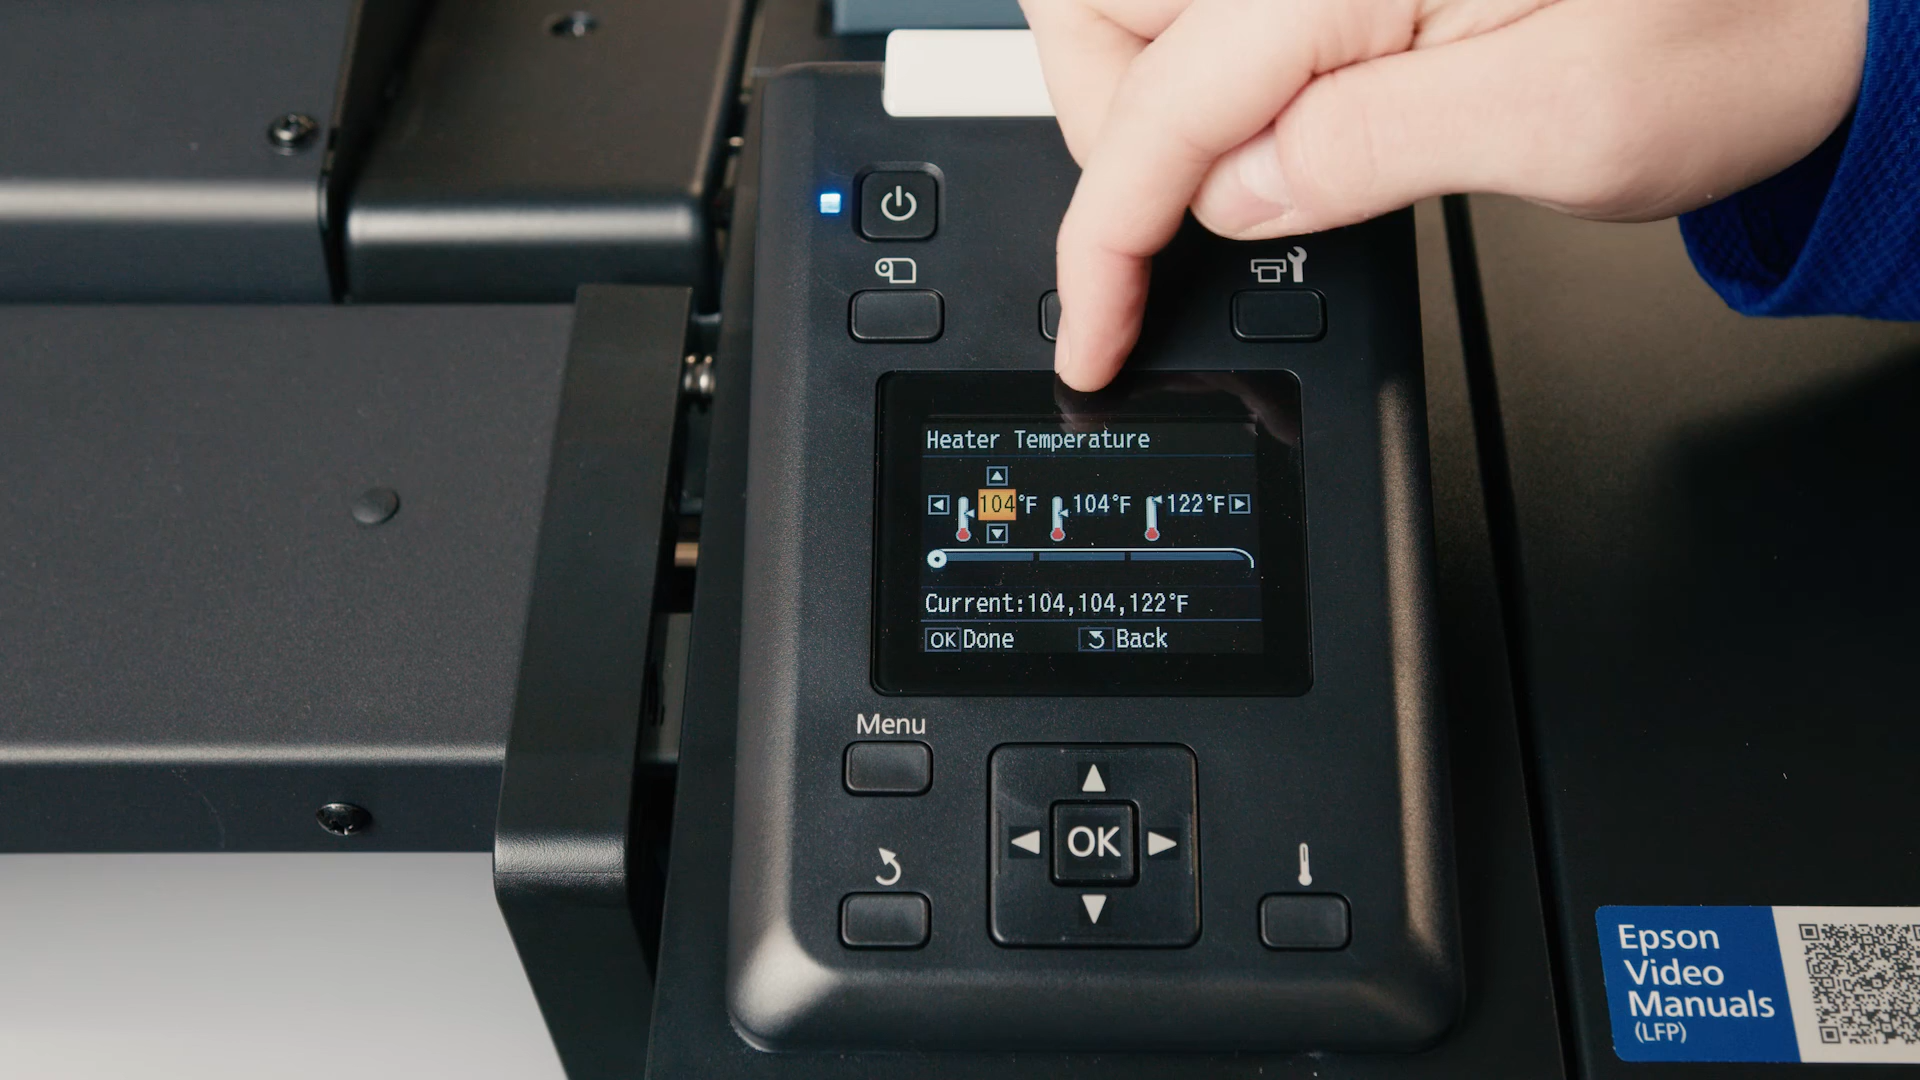 Heater Temperature
104°F 104°F 122°F
Current:104,104,122°F
OK Done Back
Menu
OK
Epson
Video
Manuals
(LFP)